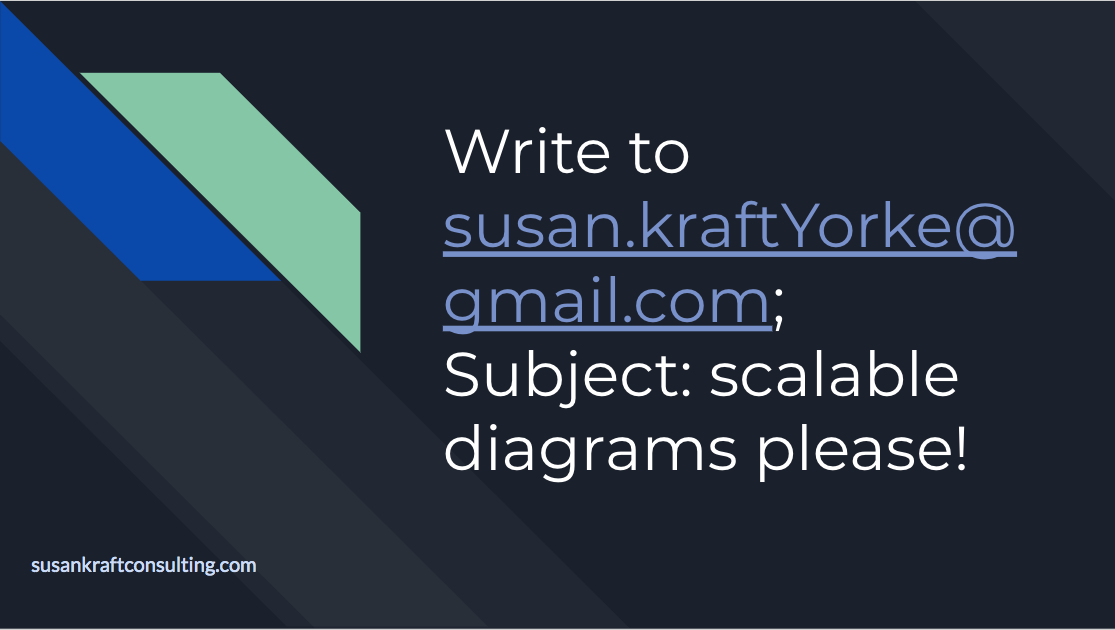 Write to
susan.kraftYorke@
gmail.com;
Subject: scalable
diagrams please!
susankraftconsulting.com